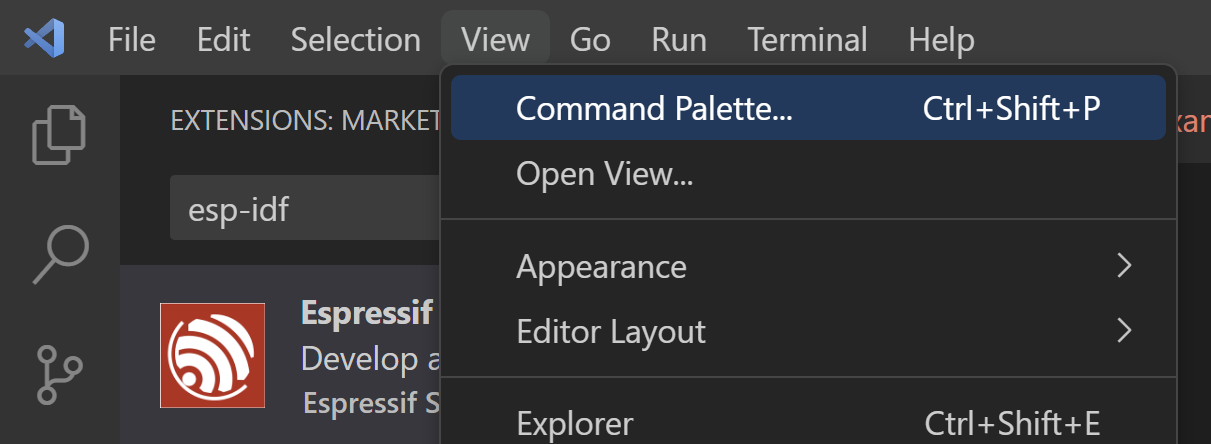 File Edit Selection View Go Run Terminal Help
EXTENSIONS: MARKET
esp-idf
Espressif
Develop a
Espressif S
Command Palette... Ctrl+Shift+P
Open View...
Appearance
Editor Layout
Explorer Ctrl+Shift+E